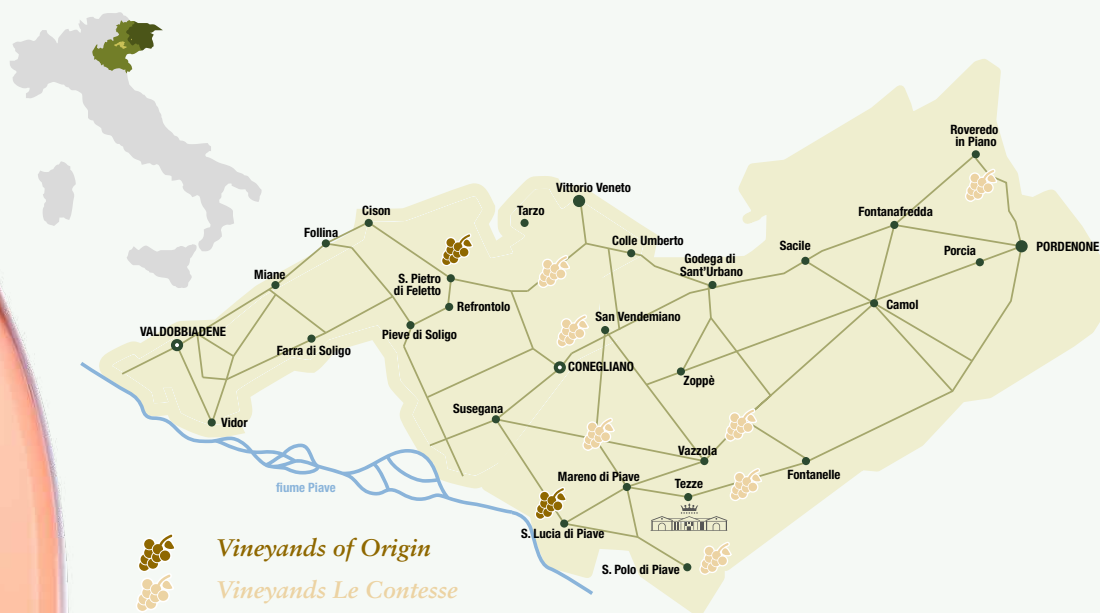 Roveredo
in Piano
Vittorio Veneto
Cison
Tarzo
Fontanafredda
Follina
Colle Umberto
Sacile
PORDENONE
Porcia
Godega di
Sant'Urbano
Miane
S. Pietro
di Feletto
Refrontolo
Camol
San Vendemiano
VALDOBBIADENE
Pieve di Soligo
Farra di Soligo
CONEGLIANO
Zoppè
Susegana
Vidor
Vazzola
Mareno di Piave
Fontanelle
Tezze
fiume Piave
S. Lucia di Piave
Vineyands of Origin
S. Polo di Piave
Vineyands Le Contesse